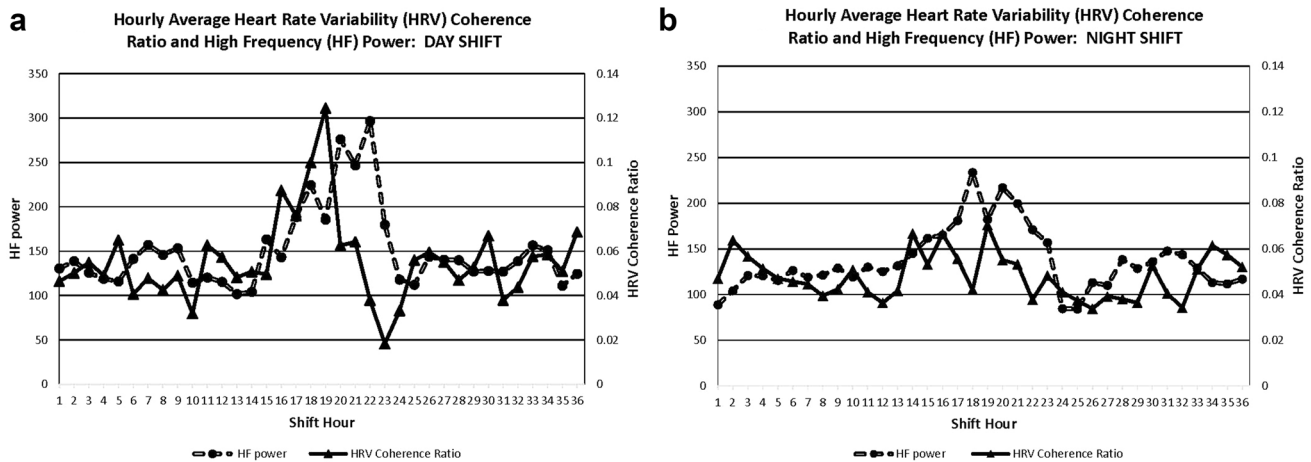 a
Hourly Average Heart Rate Variability (HRV) Coherence
Ratio and High Frequency (HF) Power: DAY SHIFT
350
300
250
200
150
100
50
0
HF power
0.14
0.12
0.1
0.08
0.06
0.04
0.02
0
HRV Coherence Ratio
1 2 3 4 5 6 7 8 9 10 11 12 13 14 15 16 17 18 19 20 21 22 23 24 25 26 27 28 29 30 31 32 33 34 35 36
Shift Hour
HF power HRV Coherence Ratio
b
Hourly Average Heart Rate Variability (HRV) Coherence
Ratio and High Frequency (HF) Power: NIGHT SHIFT
350
300
250
200
150
100
50
0
HF Power
0.14
0.12
0.1
0.08
0.06
0.04
0.02
0
HRV Coherence Ratio
1 2 3 4 5 6 7 8 9 10 11 12 13 14 15 16 17 18 19 20 21 22 23 24 25 26 27 28 29 30 31 32 33 34 35 36
Shift Hour
HF power HRV Coherence Ratio